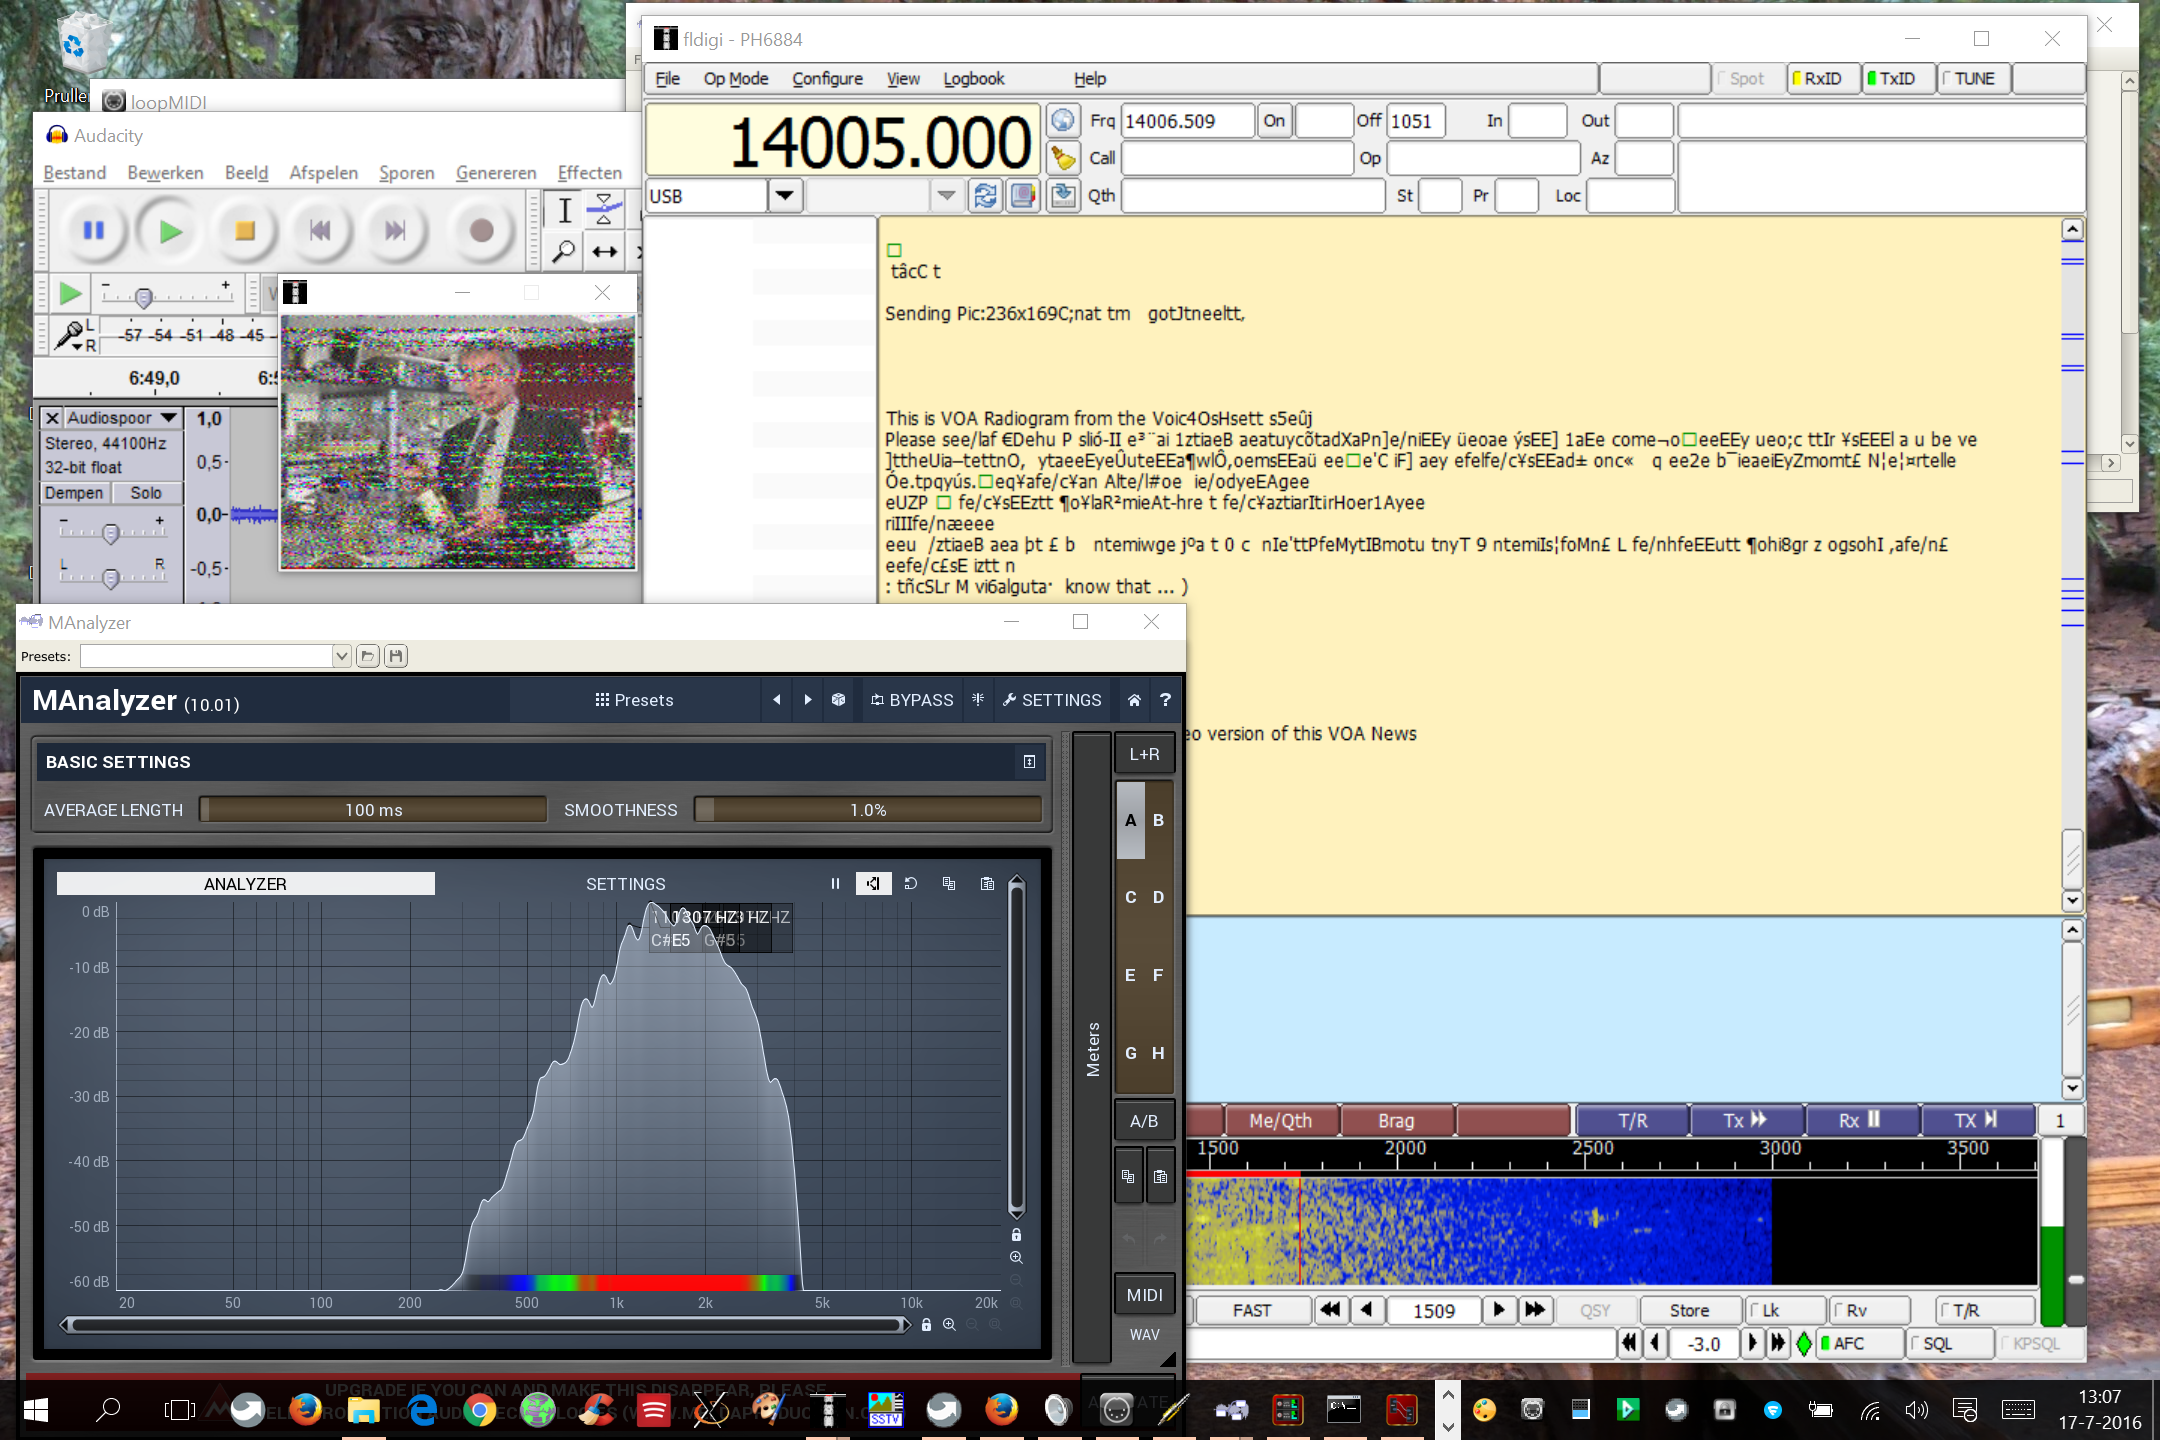 Prulle
loopMIDI
Audacity
Bestand Bewerken Beeld Afspelen Sporen Genereren Effecten
L
R
-57 -54 -51 -48 -45
6:49,0
Audiospoor
Stereo, 44100Hz
32-bit float
Dempen Solo
- +
L R
1,0
0,5-
0,0-
-0,5-
fldigi - PH6884
File Op Mode Configure View Logbook Help
Spot RxID TxID TUNE
14005.000
Frq 14006.509 On Off 1051 In Out
Call Op Az
USB
Qth St Pr Loc
tâcC t
Sending Pic:236x169C;nat tm gotJtneeltt,
This is VOA Radiogram from the Voic4OsHsett s5eûj
Please see/laf €Dehu P slió-II e³¨ai 1ztiaeB aeatuycõtadXaPn]e/niEEy üeoae ýsEE] 1aEe come¬o□eeEEy ueo;c ttIr ¥sEEEl a u be ve
]ttheUia–tettnO, ytaeeEyeÛuteEEa¶wlÔ,oemsEEaü ee□e'C iF] aey efelfe/c¥sEEad± onc« q ee2e b¯ieaeiEyZmomt£ N¦e¦¤rtelle
Óe.tpqyús.□eq¥afe/c¥an Alte/l#oe ie/odyeEAgee
eUZP □ fe/c¥sEEztt ¶o¥laR²mieAt-hre t fe/c¥aztiarItirHoer1Ayee
riIIIfe/næeee
eeu /ztiaeB aea þt £ b ntemiwge jºa t 0 c nIe'ttPfeMytIBmotu tnyT 9 ntemiIs¦foMn£ L fe/nhfeEEutt ¶ohi8gr z ogsohI ,afe/n£
eefe/c£sE iztt n
: tñcSLr M vi6alguta· know that ... )
eo version of this VOA News
Me/Qth Brag T/R Tx Rx TX 1
1500 2000 2500 3000 3500
FAST 1509 QSY Store Lk Rv T/R
-3.0 AFC SQL KPSQL
MAnalyzer
Presets:
MAnalyzer (10.01) Presets BYPASS SETTINGS ?
BASIC SETTINGS
AVERAGE LENGTH 100 ms SMOOTHNESS 1.0%
ANALYZER SETTINGS
1307 HZ
E5 G#5
0 dB
-10 dB
-20 dB
-30 dB
-40 dB
-50 dB
-60 dB
20 50 100 200 500 1k 2k 5k 10k 20k
Meters
L+R
A B
C D
E F
G H
A/B
MIDI
WAV
UPGRADE IF YOU CAN AND MAKE THIS DISAPPEAR, PLEASE
SSTV
13:07
17-7-2016